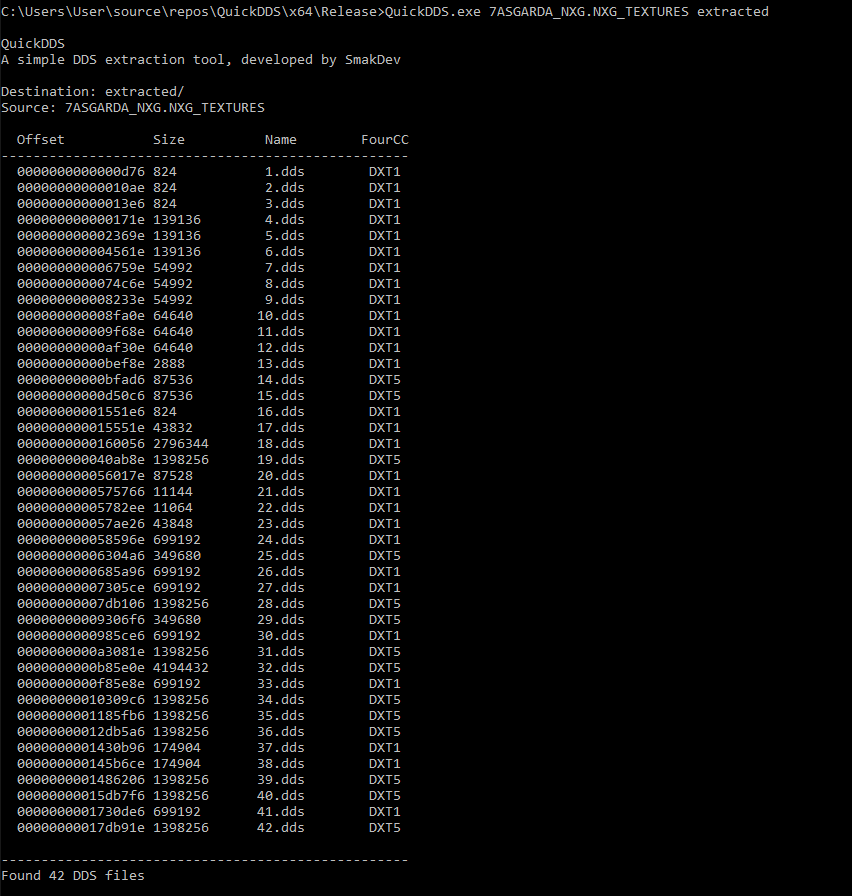 C:\Users\User\source\repos\QuickDDS\x64\Release>QuickDDS.exe 7ASGARDA_NXG.NXG_TEXTURES extracted
QuickDDS
A simple DDS extraction tool, developed by SmakDev
Destination: extracted/
Source: 7ASGARDA_NXG.NXG_TEXTURES
Offset Size Name FourCC
---------------------------------------------------
0000000000000d76 824 1.dds DXT1
00000000000010ae 824 2.dds DXT1
00000000000013e6 824 3.dds DXT1
000000000000171e 139136 4.dds DXT1
000000000002369e 139136 5.dds DXT1
000000000004561e 139136 6.dds DXT1
000000000006759e 54992 7.dds DXT1
0000000000074c6e 54992 8.dds DXT1
000000000008233e 54992 9.dds DXT1
000000000008fa0e 64640 10.dds DXT1
000000000009f68e 64640 11.dds DXT1
00000000000af30e 64640 12.dds DXT1
00000000000bef8e 2888 13.dds DXT1
00000000000bfad6 87536 14.dds DXT5
00000000000d50c6 87536 15.dds DXT5
00000000001551e6 824 16.dds DXT1
000000000015551e 43832 17.dds DXT1
0000000000160056 2796344 18.dds DXT1
000000000040ab8e 1398256 19.dds DXT5
000000000056017e 87528 20.dds DXT1
0000000000575766 11144 21.dds DXT1
00000000005782ee 11064 22.dds DXT1
000000000057ae26 43848 23.dds DXT1
000000000058596e 699192 24.dds DXT1
00000000006304a6 349680 25.dds DXT5
0000000000685a96 699192 26.dds DXT1
00000000007305ce 699192 27.dds DXT1
00000000007db106 1398256 28.dds DXT5
00000000009306f6 349680 29.dds DXT5
0000000000985ce6 699192 30.dds DXT1
0000000000a3081e 1398256 31.dds DXT5
0000000000b85e0e 4194432 32.dds DXT5
0000000000f85e8e 699192 33.dds DXT1
00000000010309c6 1398256 34.dds DXT5
0000000001185fb6 1398256 35.dds DXT5
00000000012db5a6 1398256 36.dds DXT5
0000000001430b96 174904 37.dds DXT1
000000000145b6ce 174904 38.dds DXT1
0000000001486206 1398256 39.dds DXT5
00000000015db7f6 1398256 40.dds DXT5
0000000001730de6 699192 41.dds DXT1
00000000017db91e 1398256 42.dds DXT5
---------------------------------------------------
Found 42 DDS files